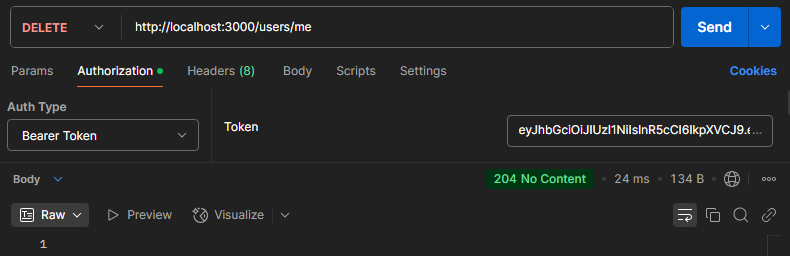 DELETE http://localhost:3000/users/me Send
Params Authorization Headers (8) Body Scripts Settings Cookies
Auth Type
Bearer Token
Token eyJhbGciOiJIUzI1NiIsInR5cCI6IkpXVCJ9.e...
Body 204 No Content • 24 ms • 134 B
Raw Preview Visualize
1